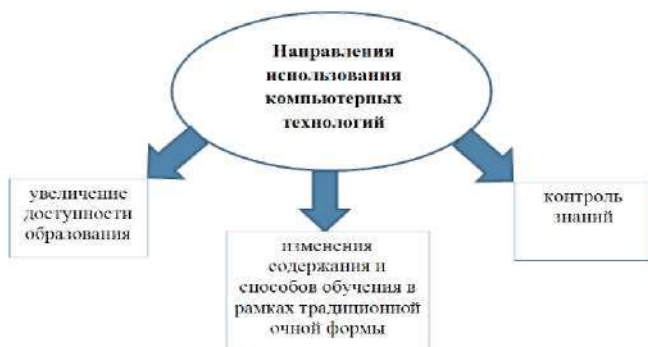 Направления
использования
компьютерных
технологий
увеличение
доступности
образования
изменения
содержания и
способов обучения в
рамках традиционной
очной формы
контроль
знаний